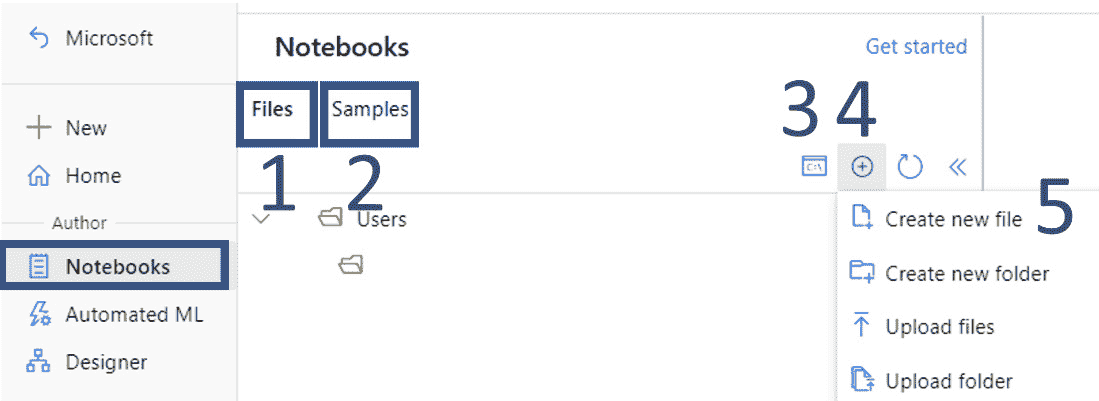 Microsoft
New
Home
Author
Notebooks
Automated ML
Designer
Notebooks
Get started
Files
Samples
1
2
3
4
C:\
Users
5
Create new file
Create new folder
Upload files
Upload folder